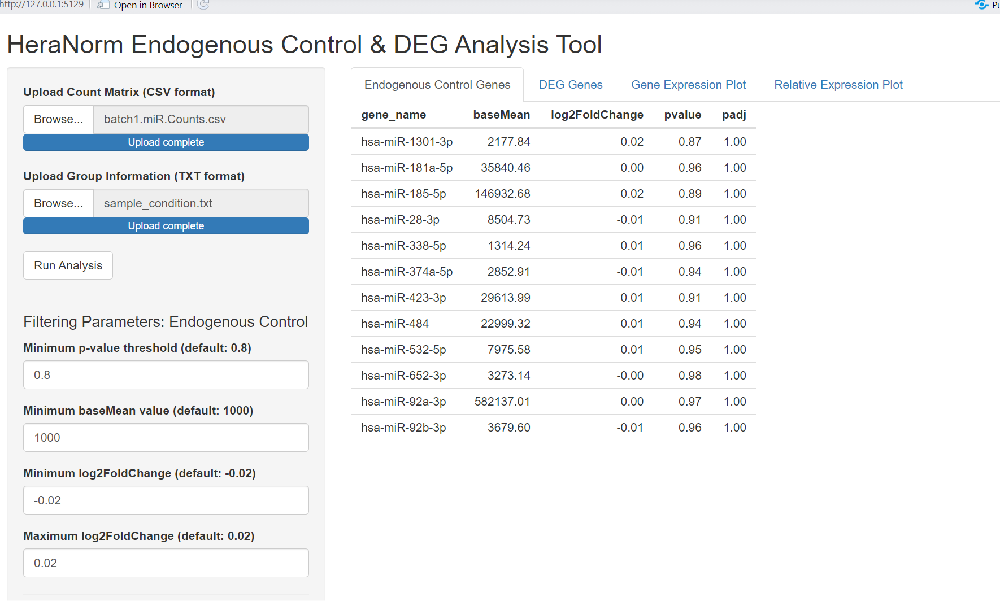 http://127.0.0.1:5129 Open in Browser
HeraNorm Endogenous Control & DEG Analysis Tool
Upload Count Matrix (CSV format)
Browse... batch1.miR.Counts.csv
Upload complete
Upload Group Information (TXT format)
Browse... sample_condition.txt
Upload complete
Run Analysis
Filtering Parameters: Endogenous Control
Minimum p-value threshold (default: 0.8)
0.8
Minimum baseMean value (default: 1000)
1000
Minimum log2FoldChange (default: -0.02)
-0.02
Maximum log2FoldChange (default: 0.02)
0.02
Endogenous Control Genes DEG Genes Gene Expression Plot Relative Expression Plot
gene_name baseMean log2FoldChange pvalue padj
hsa-miR-1301-3p 2177.84 0.02 0.87 1.00
hsa-miR-181a-5p 35840.46 0.00 0.96 1.00
hsa-miR-185-5p 146932.68 0.02 0.89 1.00
hsa-miR-28-3p 8504.73 -0.01 0.91 1.00
hsa-miR-338-5p 1314.24 0.01 0.96 1.00
hsa-miR-374a-5p 2852.91 -0.01 0.94 1.00
hsa-miR-423-3p 29613.99 0.01 0.91 1.00
hsa-miR-484 22999.32 0.01 0.94 1.00
hsa-miR-532-5p 7975.58 0.01 0.95 1.00
hsa-miR-652-3p 3273.14 -0.00 0.98 1.00
hsa-miR-92a-3p 582137.01 0.00 0.97 1.00
hsa-miR-92b-3p 3679.60 -0.01 0.96 1.00